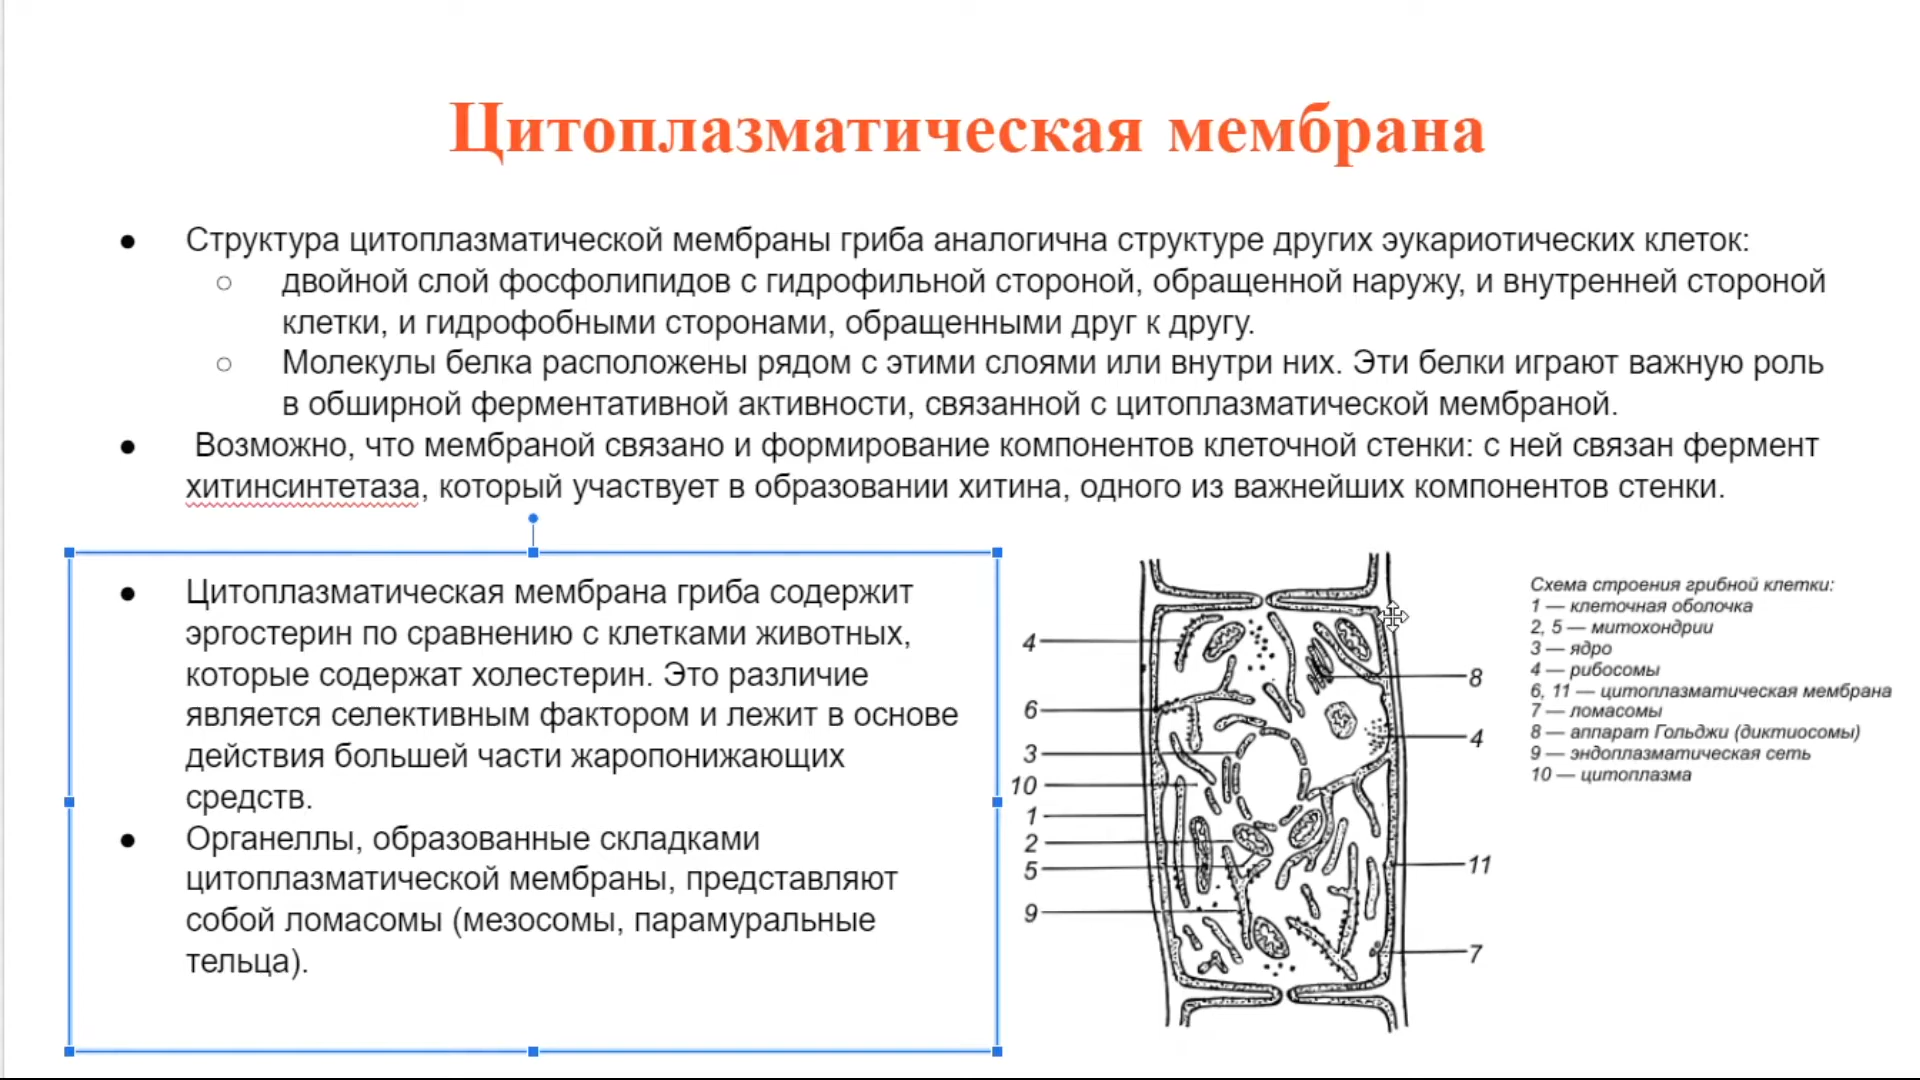 Цитоплазматическая мембрана
● Структура цитоплазматической мембраны гриба аналогична структуре других эукариотических клеток:
○ двойной слой фосфолипидов с гидрофильной стороной, обращенной наружу, и внутренней стороной
клетки, и гидрофобными сторонами, обращенными друг к другу.
○ Молекулы белка расположены рядом с этими слоями или внутри них. Эти белки играют важную роль
в обширной ферментативной активности, связанной с цитоплазматической мембраной.
● Возможно, что мембраной связано и формирование компонентов клеточной стенки: с ней связан фермент
хитинсинтетаза, который участвует в образовании хитина, одного из важнейших компонентов стенки.
● Цитоплазматическая мембрана гриба содержит
эргостерин по сравнению с клетками животных,
которые содержат холестерин. Это различие
является селективным фактором и лежит в основе
действия большей части жаропонижающих
средств.
● Органеллы, образованные складками
цитоплазматической мембраны, представляют
собой ломасомы (мезосомы, парамуральные
тельца).
4
6
3
10
1
2
5
9
8
4
11
7
Схема строения грибной клетки:
1 — клеточная оболочка
2, 5 — митохондрии
3 — ядро
4 — рибосомы
6, 11 — цитоплазматическая мембрана
7 — ломасомы
8 — аппарат Гольджи (диктиосомы)
9 — эндоплазматическая сеть
10 — цитоплазма